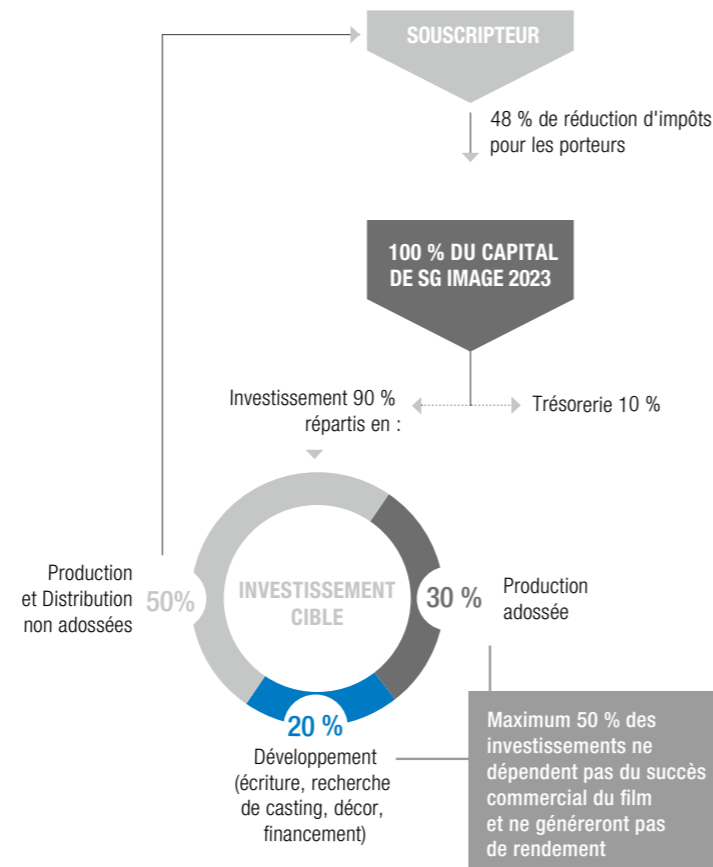 SOUSCRIPTEUR
48 % de réduction d'impôts
pour les porteurs
100 % DU CAPITAL
DE SG IMAGE 2023
Investissement 90 %
répartis en :
Trésorerie 10 %
Production
et Distribution
non adossées
50%
INVESTISSEMENT
CIBLE
30 %
Production
adossée
20 %
Développement
(écriture, recherche
de casting, décor,
financement)
Maximum 50 % des
investissements ne
dépendent pas du succès
commercial du film
et ne généreront pas
de rendement